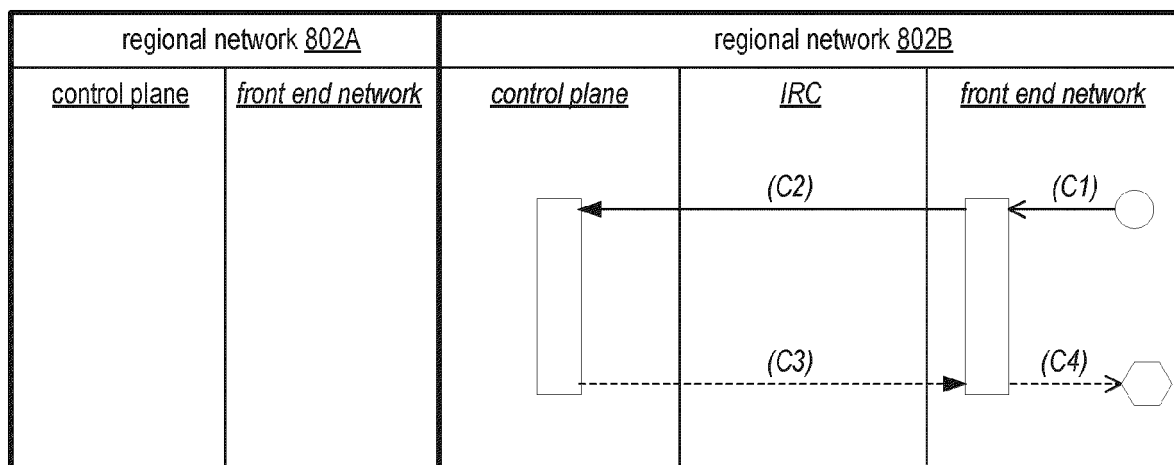 regional network 802A
regional network 802B
control plane
front end network
control plane
IRC
front end network
(C2)
(C1)
(C3)
(C4)